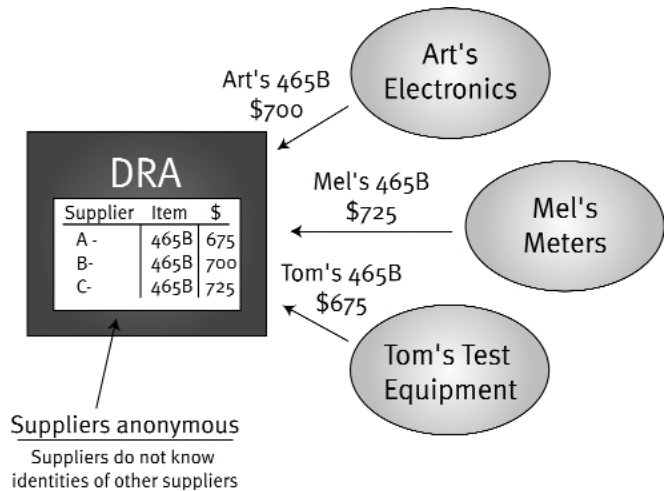 Art's
Electronics
Art's 465B
$700
DRA
Supplier Item $
A - 465B 675
B- 465B 700
C- 465B 725
Mel's 465B
$725
Mel's
Meters
Tom's 465B
$675
Tom's Test
Equipment
Suppliers anonymous
Suppliers do not know
identities of other suppliers